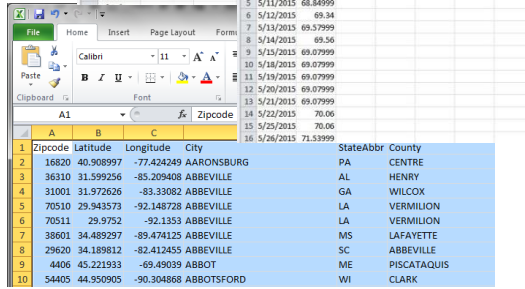 File Home Insert Page Layout Form
Calibri 11 A A
Paste B I U A
Clipboard Font
A1 fx Zipcode
5 5/11/2015 68.84999
6 5/12/2015 69.34
7 5/13/2015 69.57999
8 5/14/2015 69.56
9 5/15/2015 69.07999
10 5/18/2015 69.07999
11 5/19/2015 69.07999
12 5/20/2015 69.07999
13 5/21/2015 69.07999
14 5/22/2015 70.06
15 5/25/2015 70.06
16 5/26/2015 71.53999
A B C
1 Zipcode Latitude Longitude City StateAbbr County
2 16820 40.908997 -77.424249 AARONSBURG PA CENTRE
3 36310 31.599256 -85.209408 ABBEVILLE AL HENRY
4 31001 31.972626 -83.33082 ABBEVILLE GA WILCOX
5 70510 29.943573 -92.148728 ABBEVILLE LA VERMILION
6 70511 29.9752 -92.1353 ABBEVILLE LA VERMILION
7 38601 34.489297 -89.474125 ABBEVILLE MS LAFAYETTE
8 29620 34.189812 -82.412455 ABBEVILLE SC ABBEVILLE
9 4406 45.221933 -69.49039 ABBOT ME PISCATAQUIS
10 54405 44.950905 -90.304868 ABBOTSFORD WI CLARK